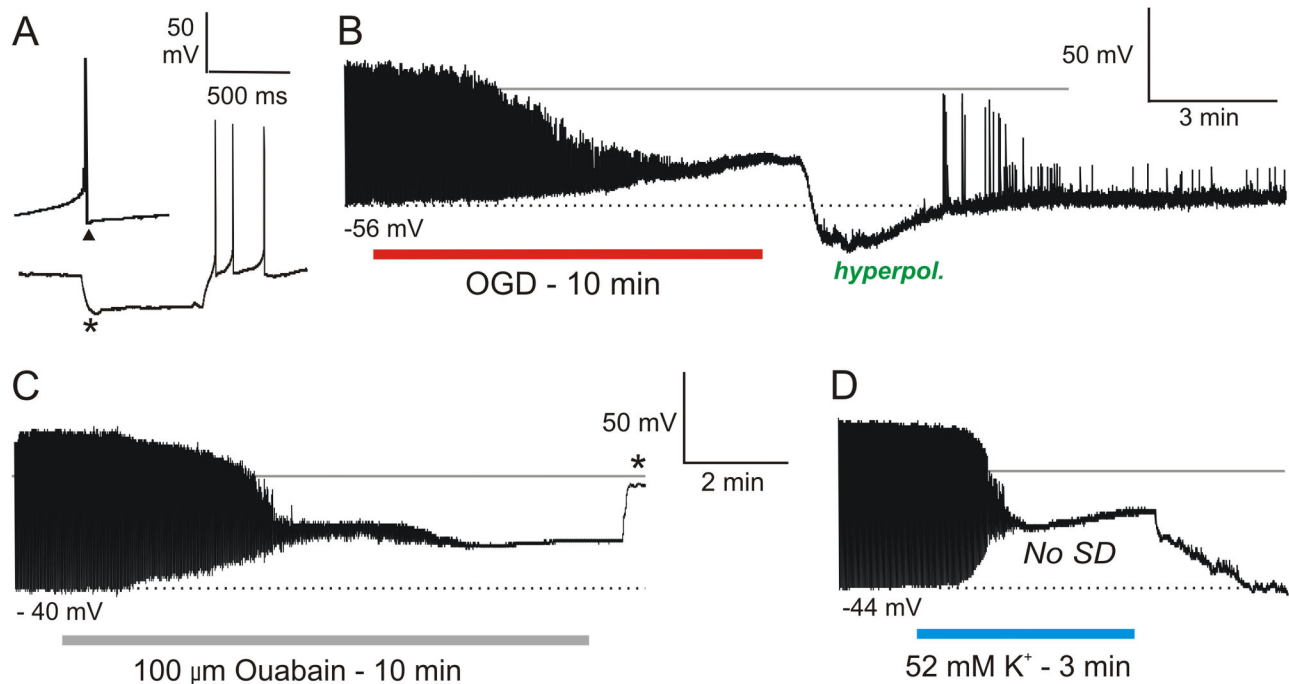 A
50
mV
500 ms
*
B
50 mV
3 min
-56 mV
OGD - 10 min
hyperpol.
C
50 mV
2 min
*
- 40 mV
100 µm Ouabain - 10 min
D
No SD
-44 mV
52 mM K⁺ - 3 min